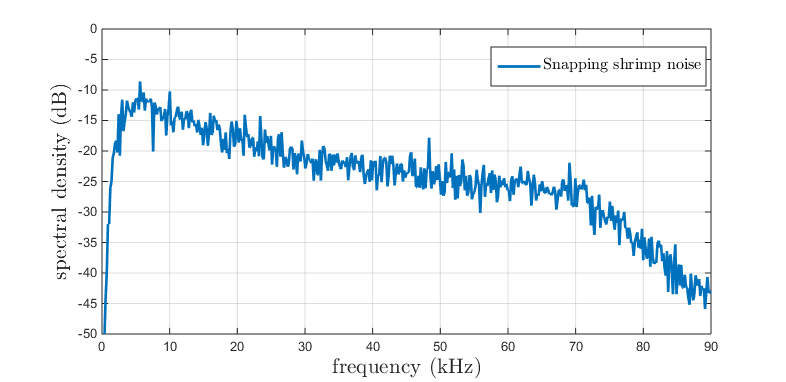 0
Snapping shrimp noise
-5
-10
-15
-20
-25
-30
-35
-40
-45
-50
spectral density (dB)
0 10 20 30 40 50 60 70 80 90
frequency (kHz)